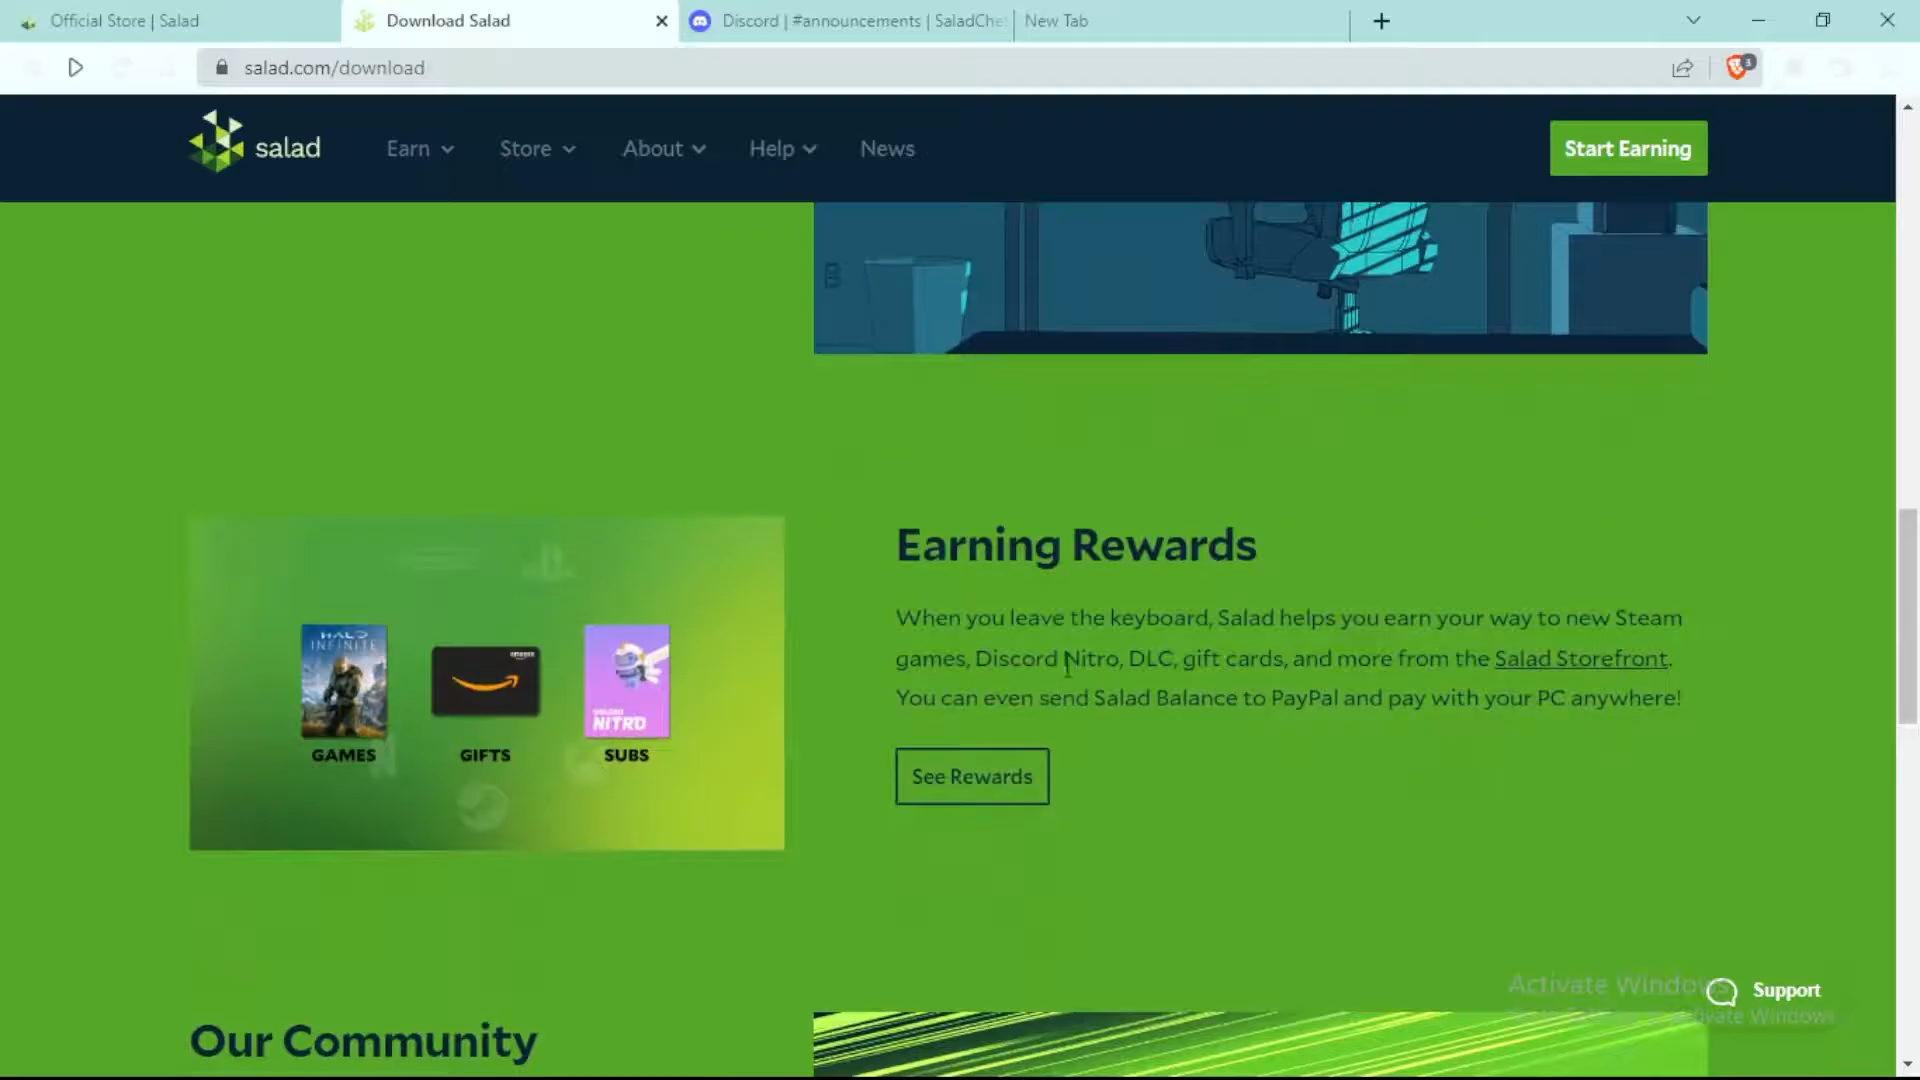 Official Store | Salad
Download Salad
Discord | #announcements | SaladChe
New Tab
salad.com/download
3
salad
Earn
Store
About
Help
News
Start Earning
HALO
INFINITE
amazon
NITRO
GAMES
GIFTS
SUBS
Earning Rewards
When you leave the keyboard, Salad helps you earn your way to new Steam
games, Discord Nitro, DLC, gift cards, and more from the Salad Storefront.
You can even send Salad Balance to PayPal and pay with your PC anywhere!
See Rewards
Our Community
Activate Windows
Support